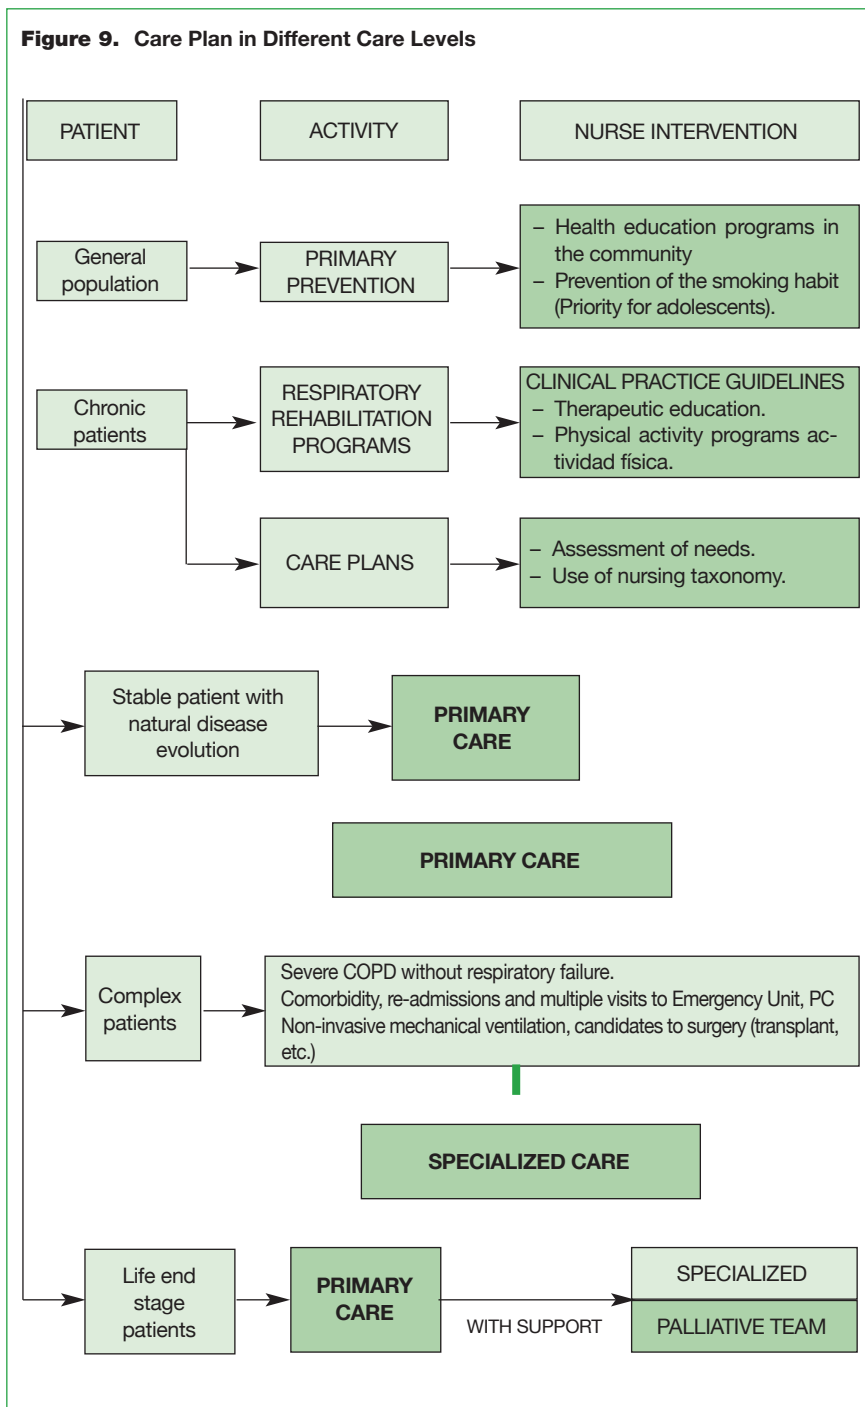 Figure 9. Care Plan in Different Care Levels
PATIENT
ACTIVITY
NURSE INTERVENTION
General
population
PRIMARY
PREVENTION
– Health education programs in
the community
– Prevention of the smoking habit
(Priority for adolescents).
Chronic
patients
RESPIRATORY
REHABILITATION
PROGRAMS
CLINICAL PRACTICE GUIDELINES
– Therapeutic education.
– Physical activity programs ac-
tividad física.
CARE PLANS
– Assessment of needs.
– Use of nursing taxonomy.
Stable patient with
natural disease
evolution
PRIMARY
CARE
PRIMARY CARE
Complex
patients
Severe COPD without respiratory failure.
Comorbidity, re-admissions and multiple visits to Emergency Unit, PC
Non-invasive mechanical ventilation, candidates to surgery (transplant,
etc.)
SPECIALIZED CARE
Life end
stage
patients
PRIMARY
CARE
WITH SUPPORT
SPECIALIZED
PALLIATIVE TEAM